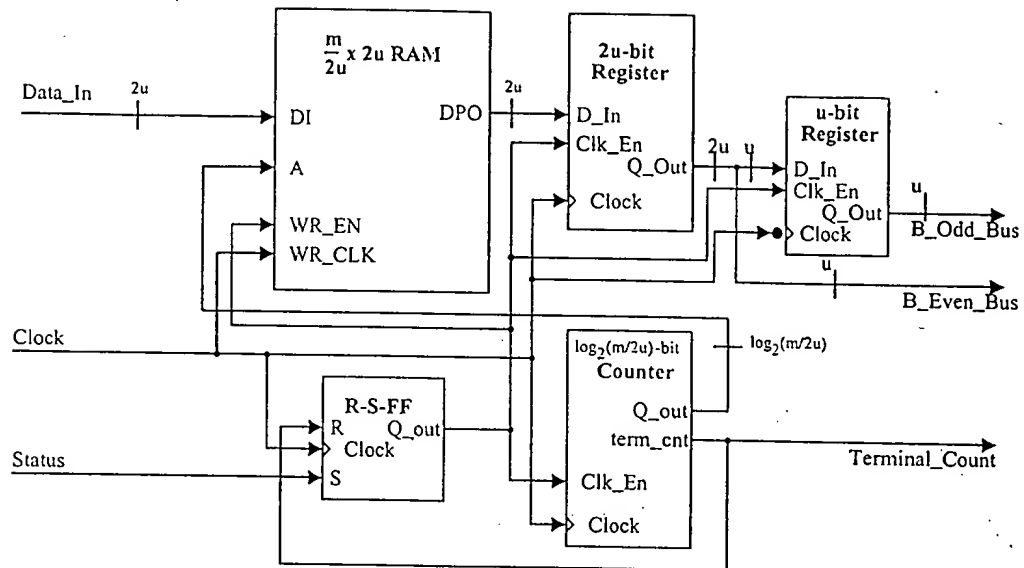 m/2u x 2u RAM
Data_In
2u
DI
A
WR_EN
WR_CLK
DPO
2u
2u-bit
Register
D_In
Clk_En
Q_Out
Clock
2u
u
u-bit
Register
D_In
Clk_En
Q_Out
Clock
u
B_Odd_Bus
u
B_Even_Bus
Clock
Status
R-S-FF
R
Q_out
Clock
S
log2(m/2u)-bit
Counter
Q_out
term_cnt
Clk_En
Clock
log2(m/2u)
Terminal_Count